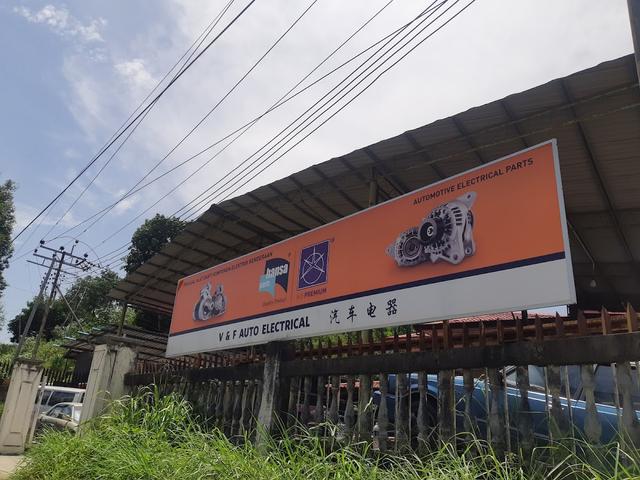 AUTOMOTIVE ELECTRICAL PARTS
hansa
PREMIUM
V & F AUTO ELECTRICAL 汽车电器